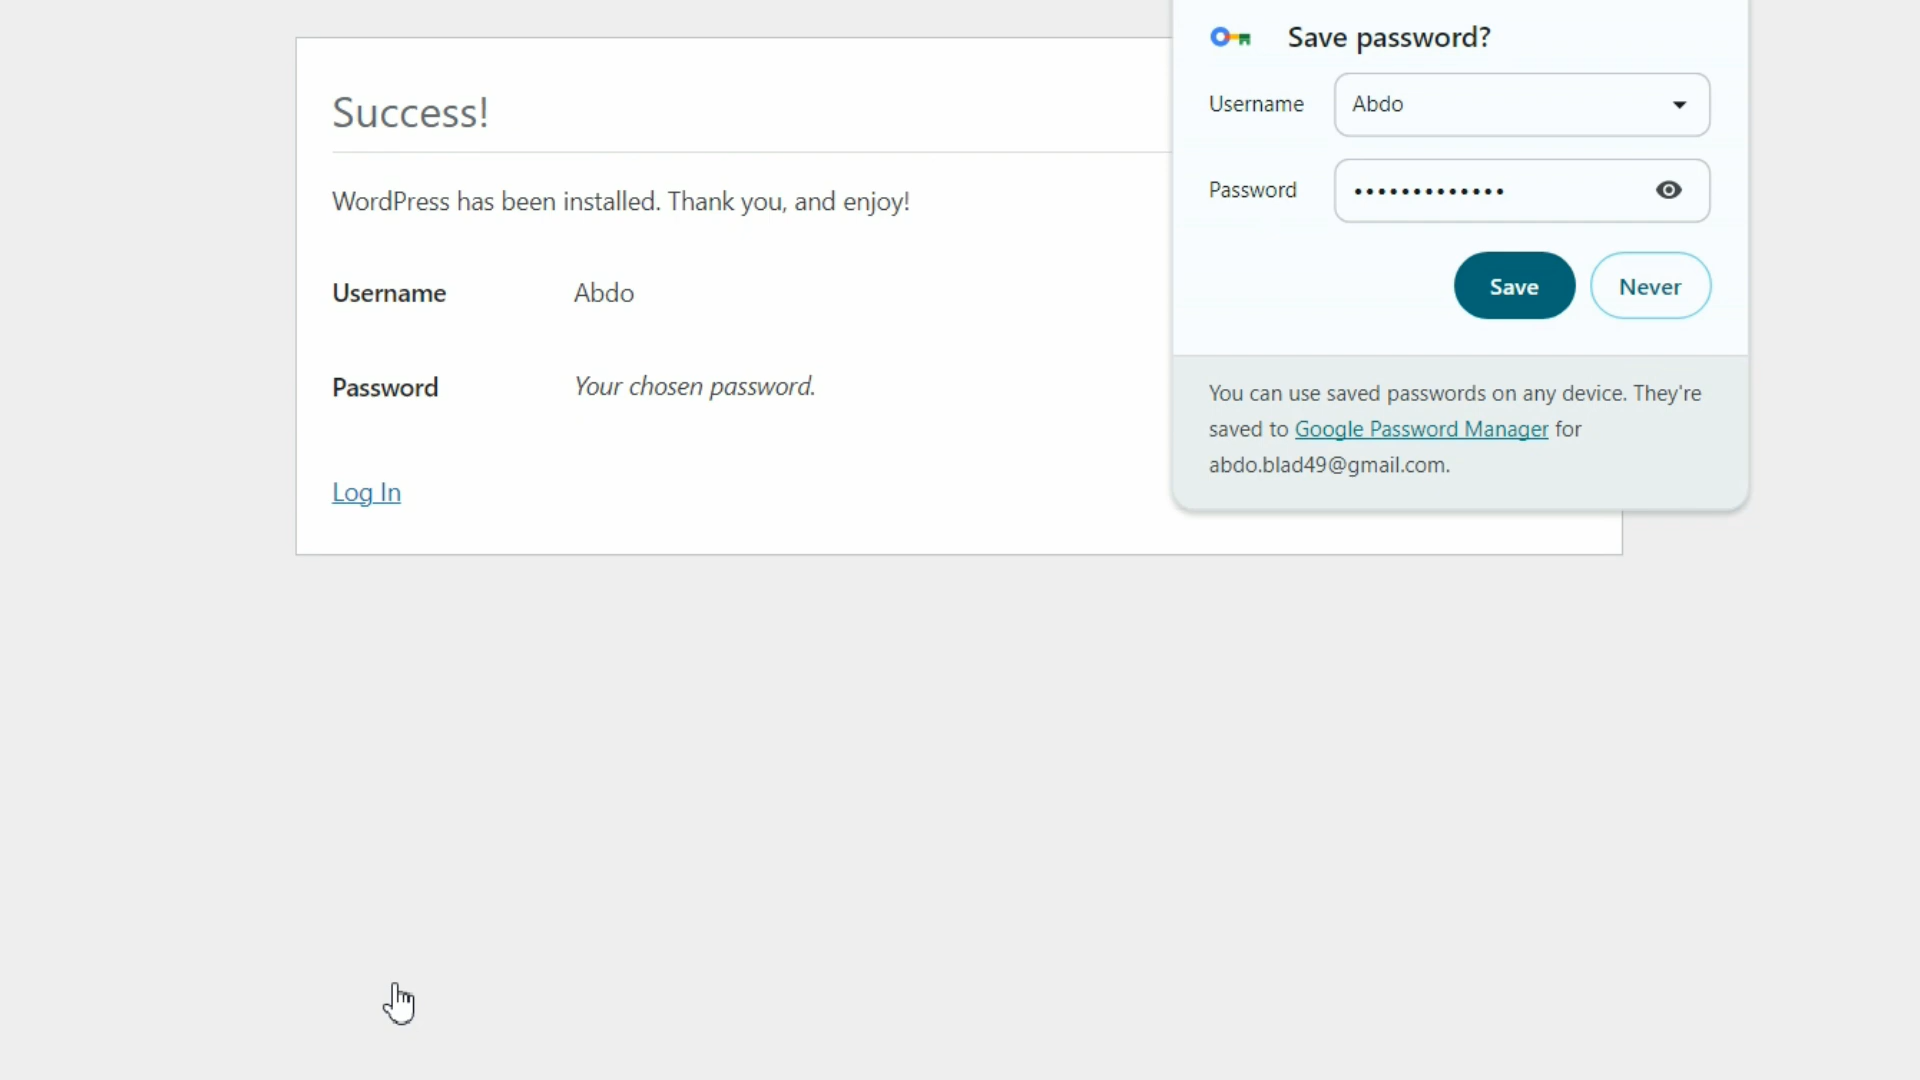 Success!
WordPress has been installed. Thank you, and enjoy!
Username Abdo
Password Your chosen password.
Log In
Save password?
Username Abdo
Password •••••••••••••
Save Never
You can use saved passwords on any device. They're
saved to Google Password Manager for
abdo.blad49@gmail.com.